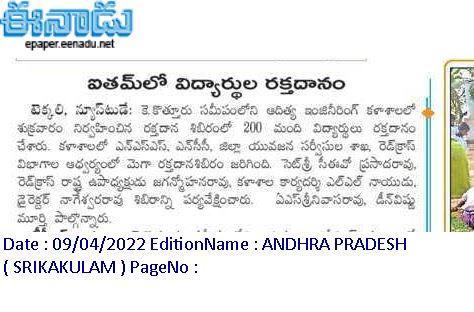 ఈనాడు
epaper.eenadu.net
ఐతమ్‌లో విద్యార్థుల రక్తదానం
టెక్కలి, న్యూస్‌టుడే: కె.కొత్తూరు సమీపంలోని ఆదిత్య ఇంజినీరింగ్ కళాశాలలో
శుక్రవారం నిర్వహించిన రక్తదాన శిబిరంలో 200 మంది విద్యార్థులు రక్తదానం
చేశారు. కళాశాలలో ఎన్ఎస్ఎస్, ఎన్‌సీసీ, జిల్లా యువజన సర్వీసుల శాఖ, రెడ్‌క్రాస్
విభాగాల ఆధ్వర్యంలో మెగా రక్తదానశిబిరం జరిగింది. సెట్‌శ్రీ సీఈవో ప్రసాదరావు,
రెడ్‌క్రాస్ రాష్ట్ర ఉపాధ్యక్షుడు జగన్మోహనరావు, కళాశాల కార్యదర్శి ఎల్ఎల్ నాయుడు,
డైరెక్టర్ నాగేశ్వరరావు శిబిరాన్ని పర్యవేక్షించారు. ఏఎస్‌శ్రీనివాసరావు, డీన్‌విష్ణు
మూర్తి పాల్గొన్నారు.
Date : 09/04/2022 EditionName : ANDHRA PRADESH
( SRIKAKULAM ) PageNo :